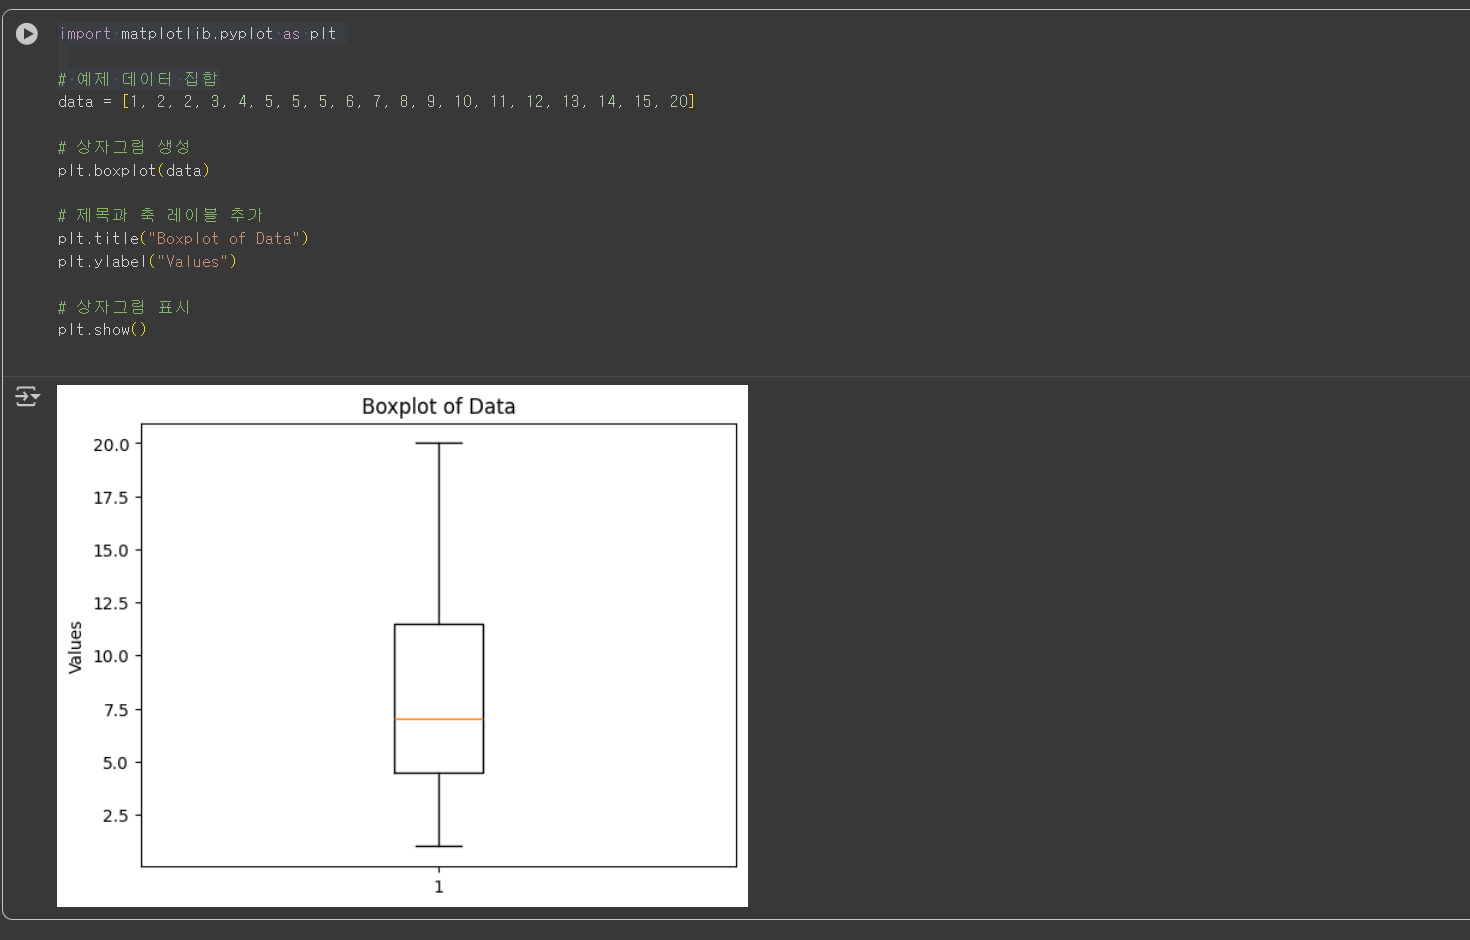 import matplotlib.pyplot as plt
# 예제 데이터 집합
data = [1, 2, 2, 3, 4, 5, 5, 5, 6, 7, 8, 9, 10, 11, 12, 13, 14, 15, 20]
# 상자그림 생성
plt.boxplot(data)
# 제목과 축 레이블 추가
plt.title("Boxplot of Data")
plt.ylabel("Values")
# 상자그림 표시
plt.show()
Boxplot of Data
20.0
17.5
15.0
12.5
10.0
7.5
5.0
2.5
Values
1